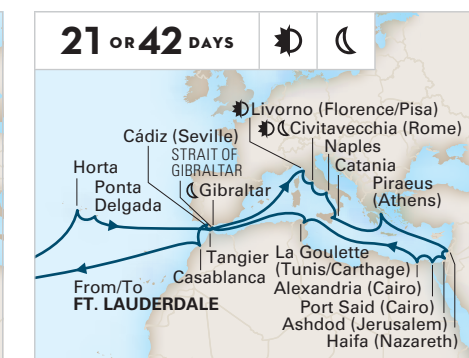 21 OR 42 DAYS
Livorno (Florence/Pisa)
Civitavecchia (Rome)
Cádiz (Seville)
Naples
STRAIT OF
GIBRALTAR
Catania
Horta
Piraeus
(Athens)
Ponta
Delgada
Gibraltar
Tangier
Casablanca
La Goulette
(Tunis/Carthage)
From/To
FT. LAUDERDALE
Alexandria (Cairo)
Port Said (Cairo)
Ashdod (Jerusalem)
Haifa (Nazareth)